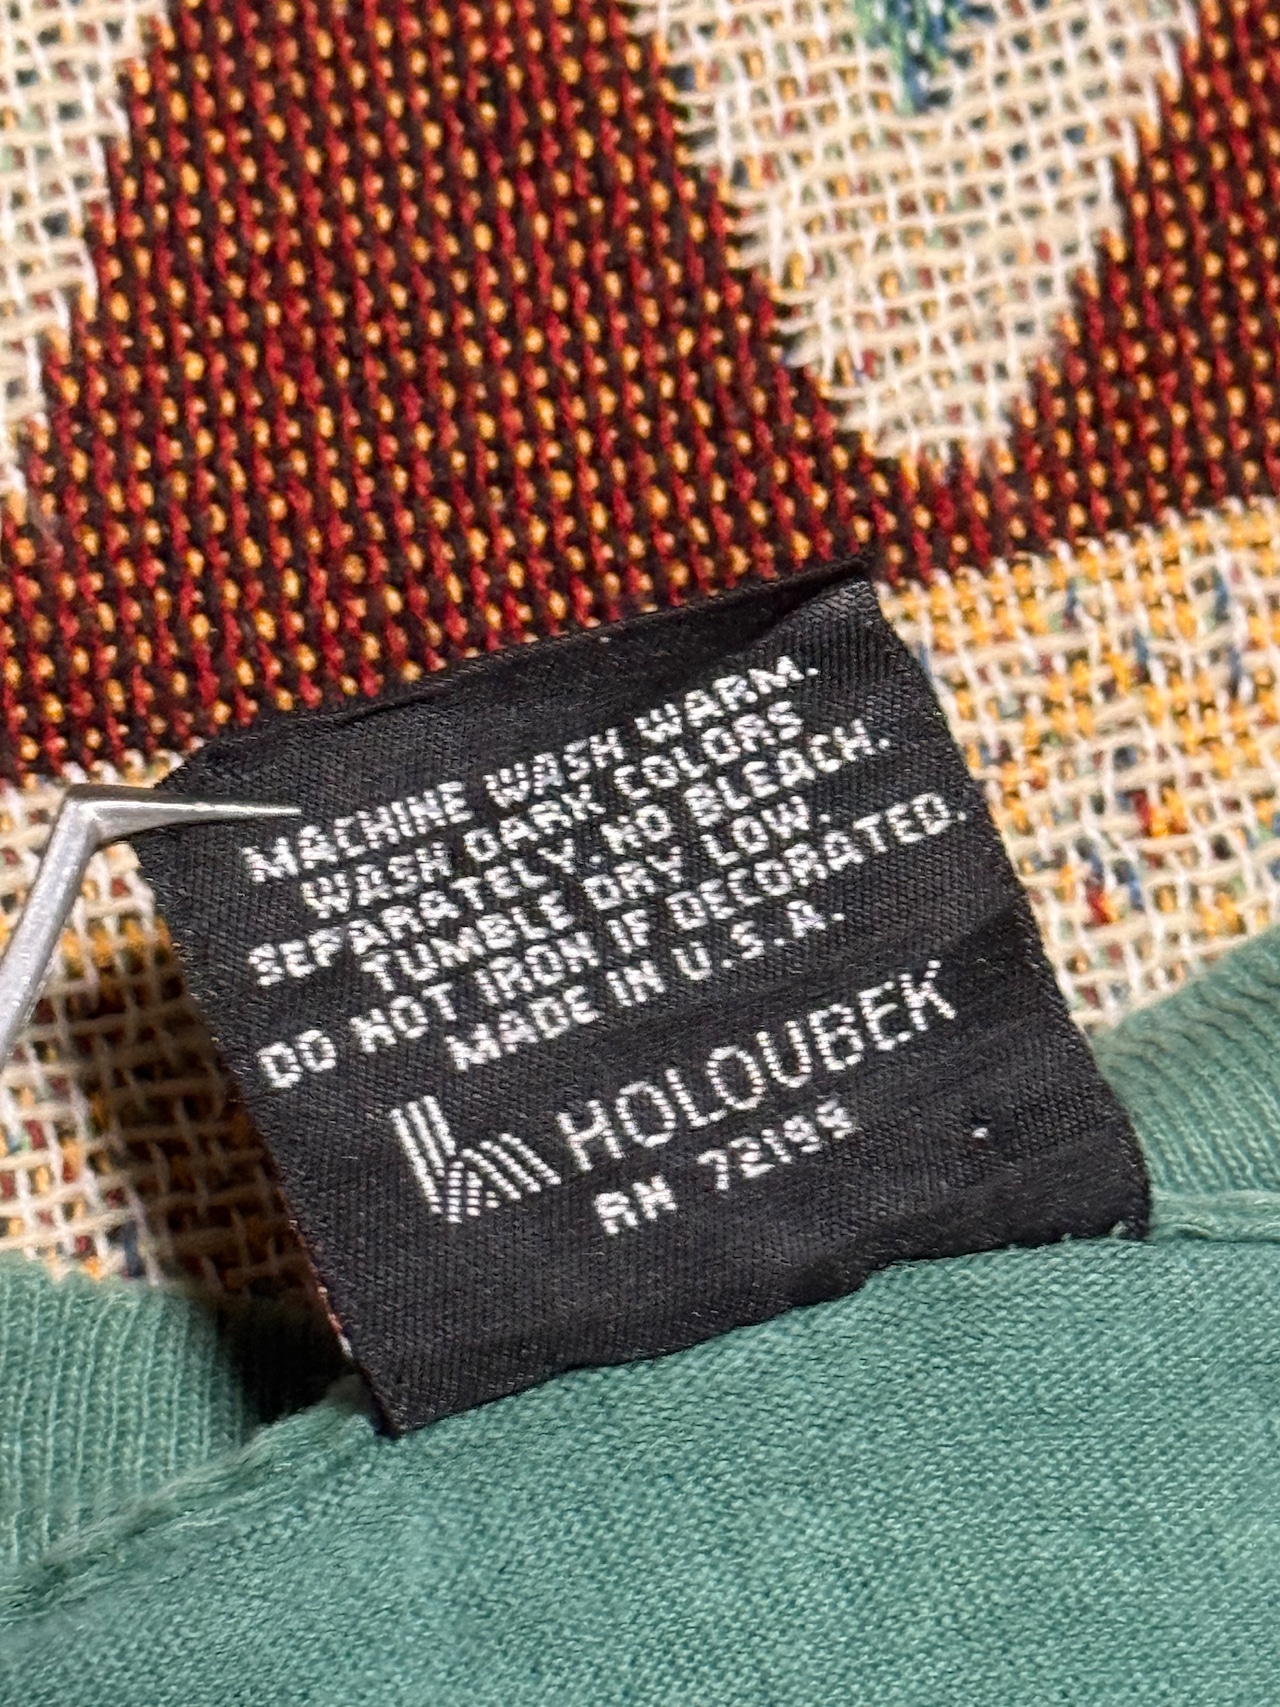 MACHINE WASH WARM.
WASH DARK COLORS
SEPARATELY. NO BLEACH.
TUMBLE DRY LOW.
DO NOT IRON IF DECORATED.
MADE IN U.S.A.
HOLOUBEK
RN 72195